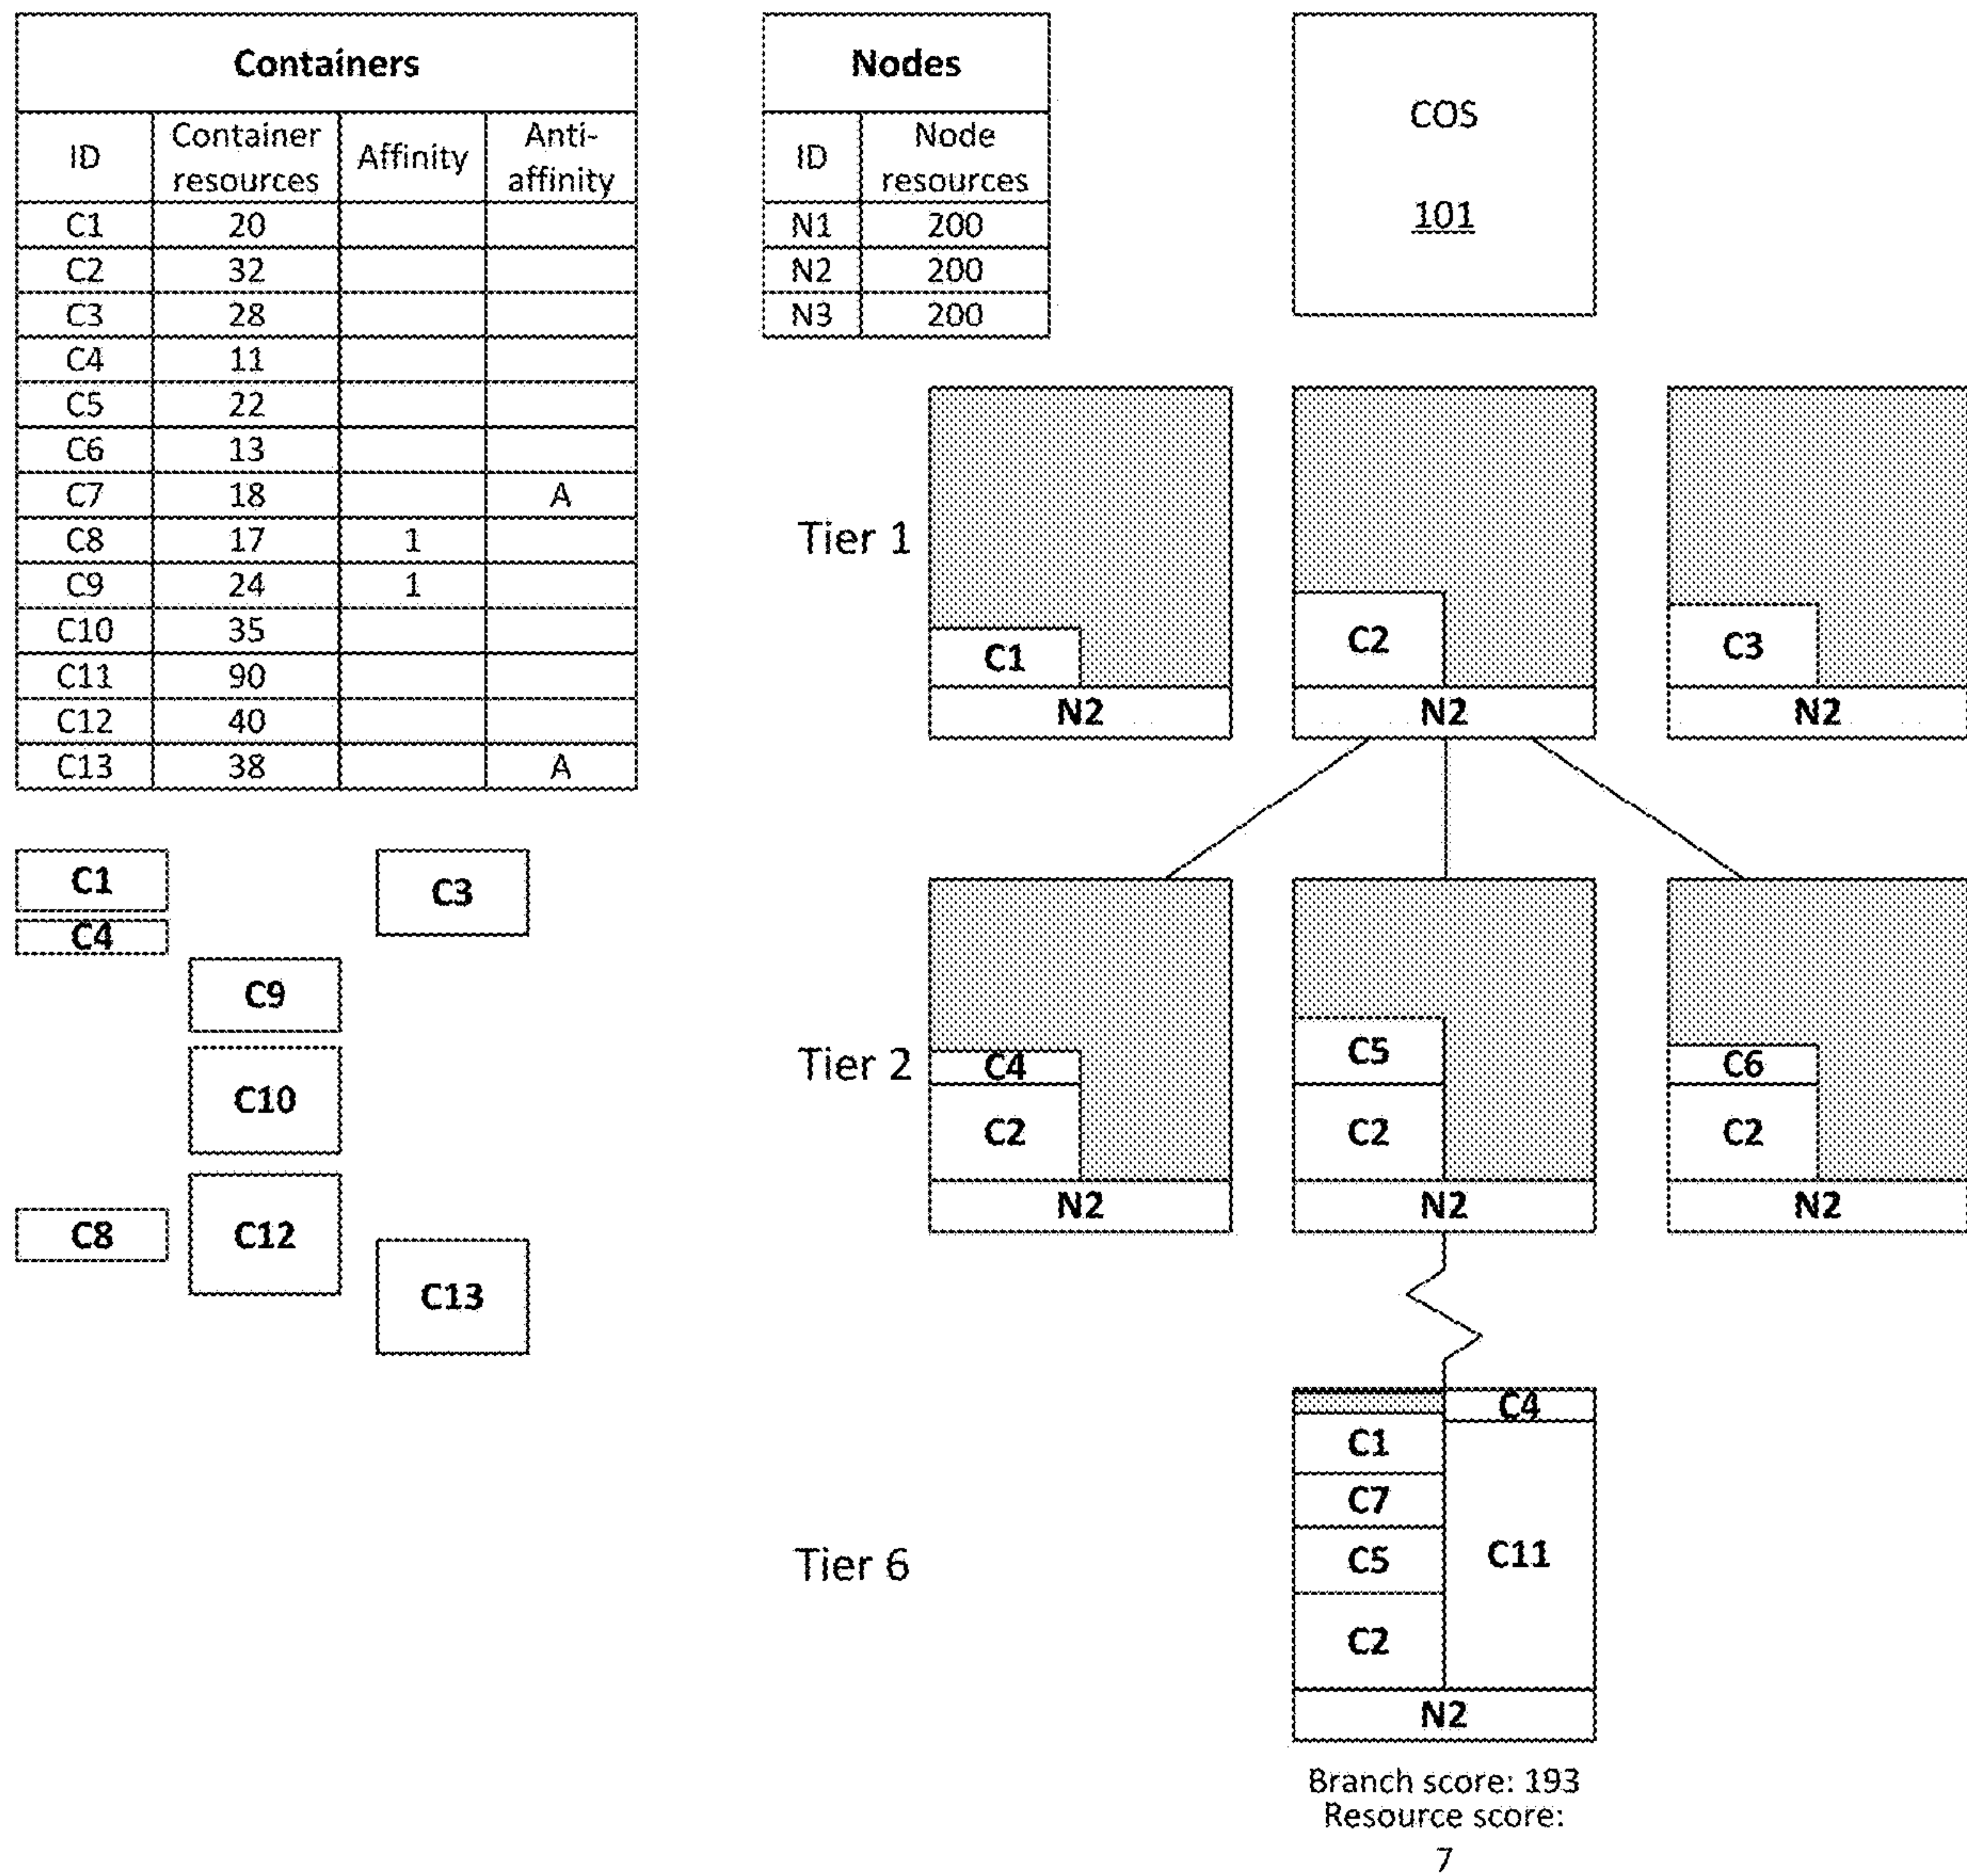 Containers
ID Container resources Affinity Anti-affinity
C1 20
C2 32
C3 28
C4 11
C5 22
C6 13
C7 18 A
C8 17 1
C9 24 1
C10 35
C11 90
C12 40
C13 38 A
Nodes
ID Node resources
N1 200
N2 200
N3 200
COS
101
Tier 1
C1
N2
C2
N2
C3
N2
C1
C4
C3
C9
C10
C8
C12
C13
Tier 2
C4
C2
N2
C5
C2
N2
C6
C2
N2
Tier 6
C4
C1
C7
C5
C11
C2
N2
Branch score: 193
Resource score:
7